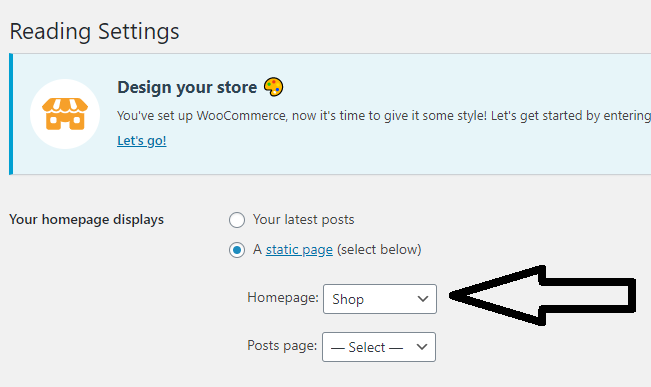 Reading Settings
Design your store 🎨
You've set up WooCommerce, now it's time to give it some style! Let's get started by entering
Let's go!
Your homepage displays
Your latest posts
A static page (select below)
Homepage: Shop
Posts page: — Select —